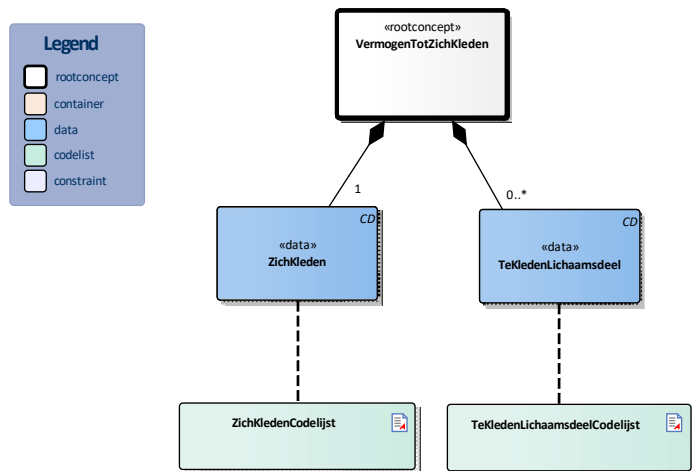 Legend
rootconcept
container
data
codelist
constraint
«rootconcept»
VermogenTotZichKleden
1
0..*
CD
«data»
ZichKleden
CD
«data»
TeKledenLichaamsdeel
ZichKledenCodelijst
TeKledenLichaamsdeelCodelijst